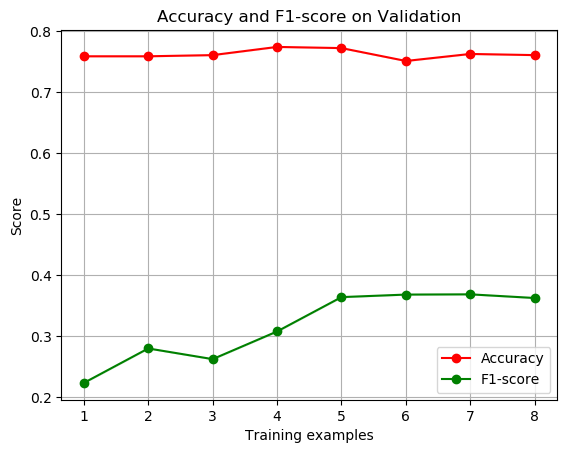 Accuracy and F1-score on Validation
0.8
0.7
0.6
0.5
0.4
0.3
0.2
Score
1 2 3 4 5 6 7 8
Training examples
Accuracy
F1-score